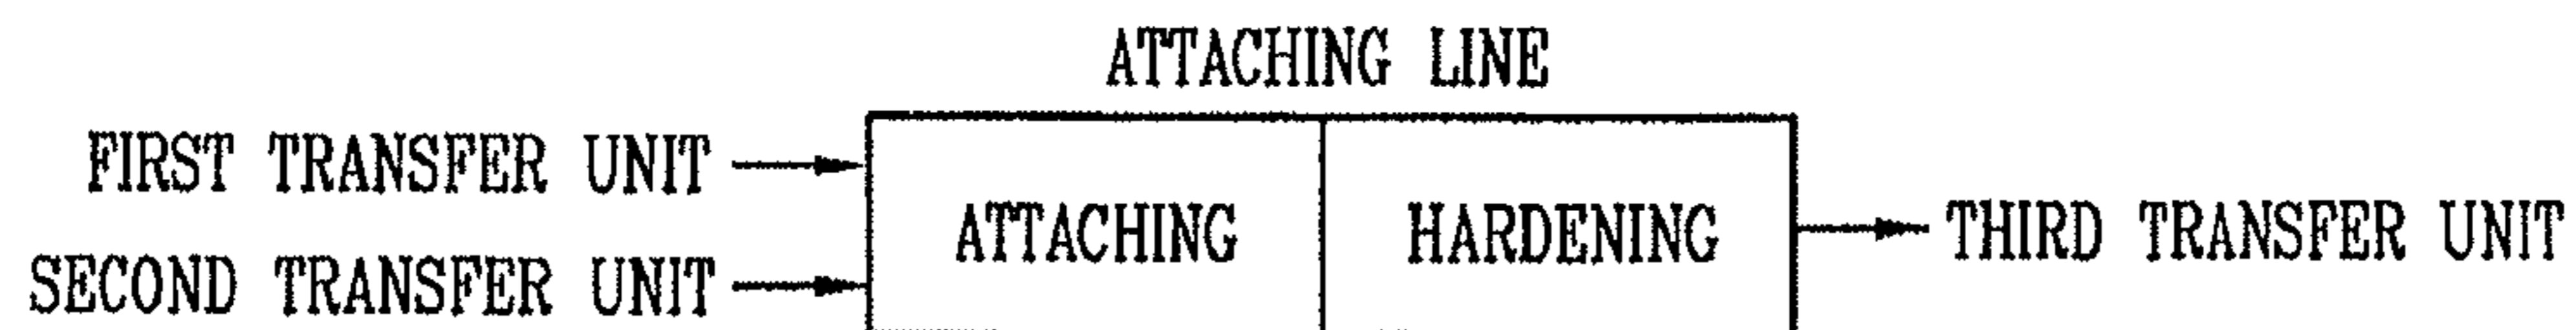 ATTACHING LINE
FIRST TRANSFER UNIT
SECOND TRANSFER UNIT
ATTACHING
HARDENING
THIRD TRANSFER UNIT